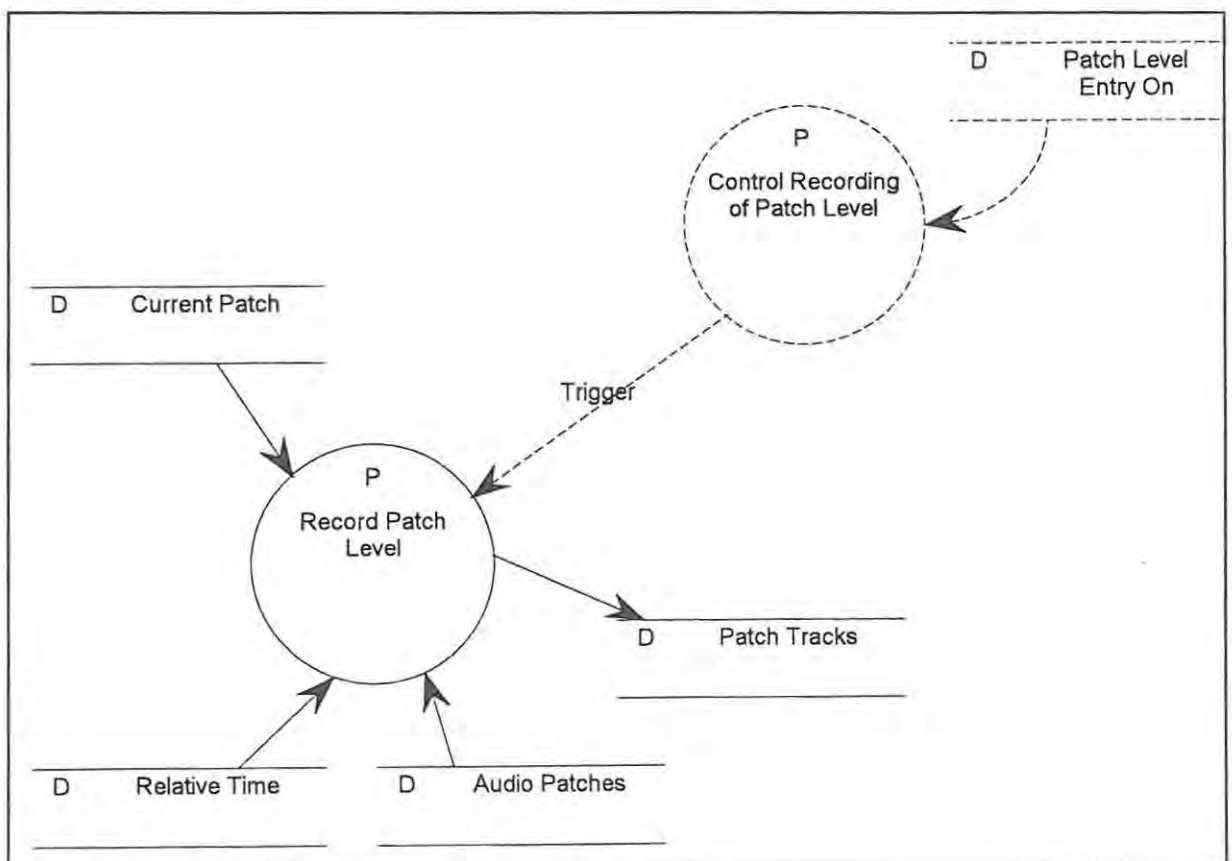 D Patch Level
Entry On
P
Control Recording
of Patch Level
D Current Patch
Trigger
P
Record Patch
Level
D Patch Tracks
D Relative Time
D Audio Patches